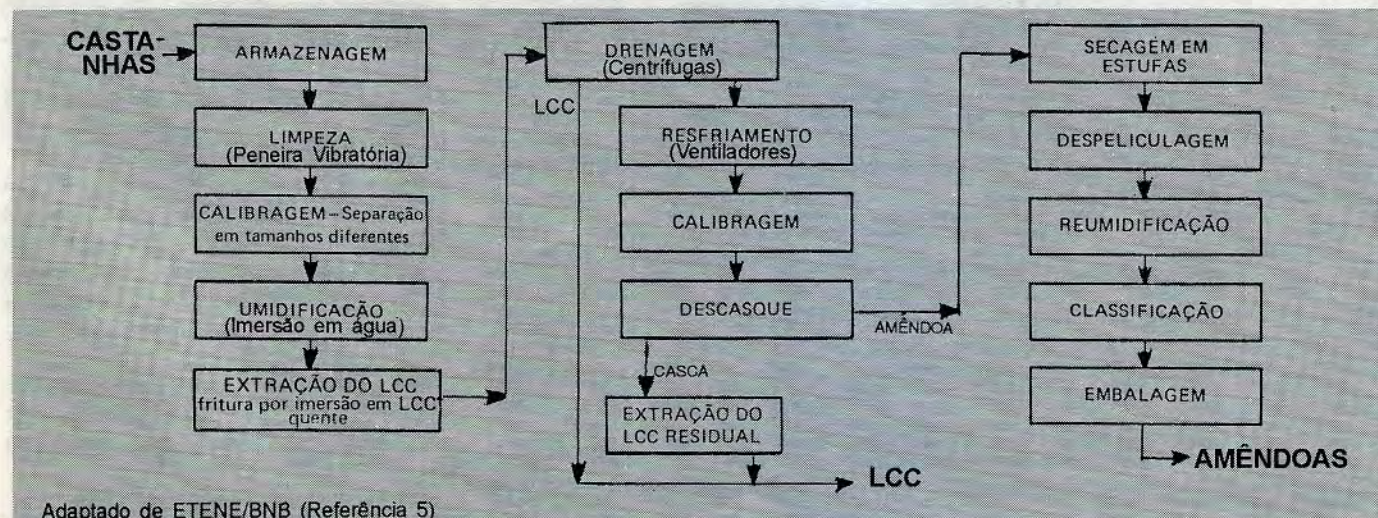 CASTA-
NHAS
ARMAZENAGEM
LIMPEZA
(Peneira Vibratória)
CALIBRAGEM – Separação
em tamanhos diferentes
UMIDIFICAÇÃO
(Imersão em água)
EXTRAÇÃO DO LCC
fritura por imersão em LCC
quente
DRENAGEM
(Centrífugas)
LCC
RESFRIAMENTO
(Ventiladores)
CALIBRAGEM
DESCASQUE
AMÊNDOA
CASCA
EXTRAÇÃO DO
LCC RESIDUAL
LCC
SECAGEM EM
ESTUFAS
DESPELICULAGEM
REUMIDIFICAÇÃO
CLASSIFICAÇÃO
EMBALAGEM
AMÊNDOAS
Adaptado de ETENE/BNB (Referência 5)